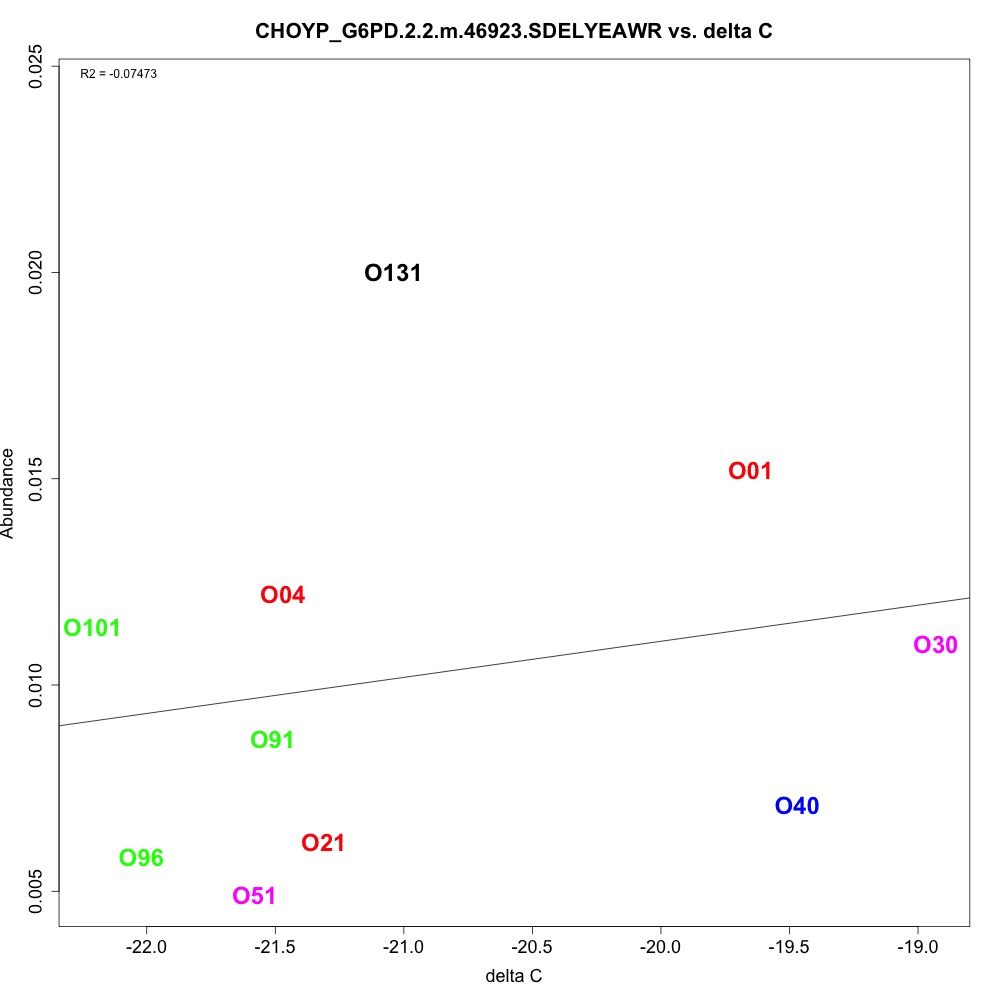 CHOYP_G6PD.2.2.m.46923.SDELYEAWR vs. delta C
R2 = -0.07473
0.025
0.020
0.015
0.010
0.005
Abundance
O131
O01
O04
O101
O30
O91
O40
O21
O96
O51
-22.0 -21.5 -21.0 -20.5 -20.0 -19.5 -19.0
delta C